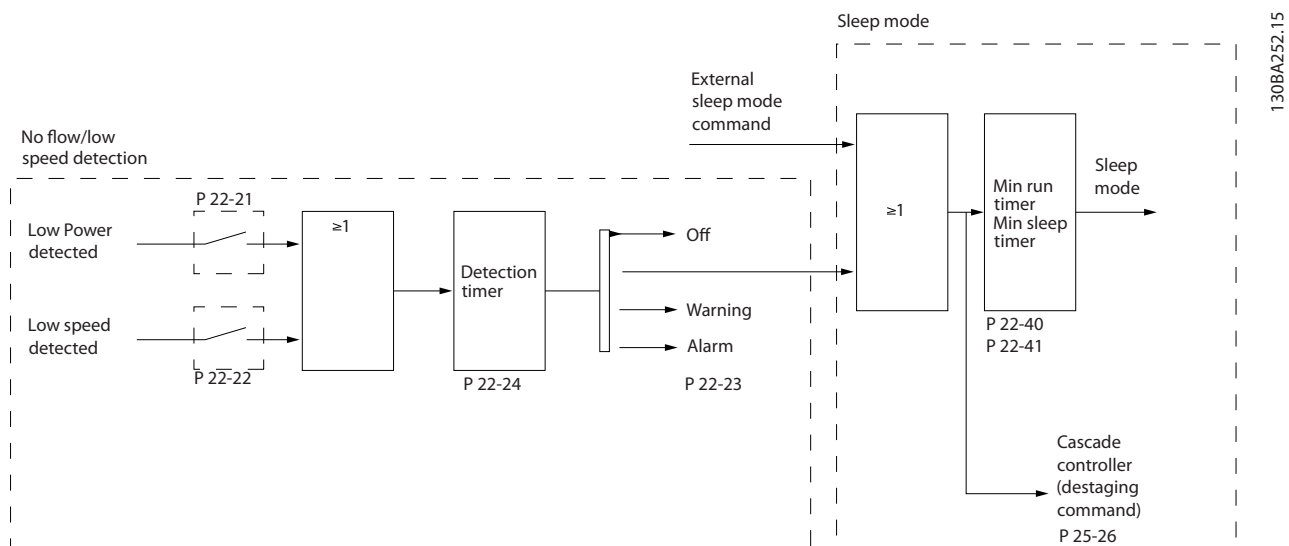 Sleep mode
130BA252.15
External
sleep mode
command
No flow/low
speed detection
P 22-21
Low Power
detected
≥1
Detection
timer
Off
Warning
Alarm
Low speed
detected
P 22-22
P 22-24
P 22-23
≥1
Min run
timer
Min sleep
timer
Sleep
mode
P 22-40
P 22-41
Cascade
controller
(destaging
command)
P 25-26